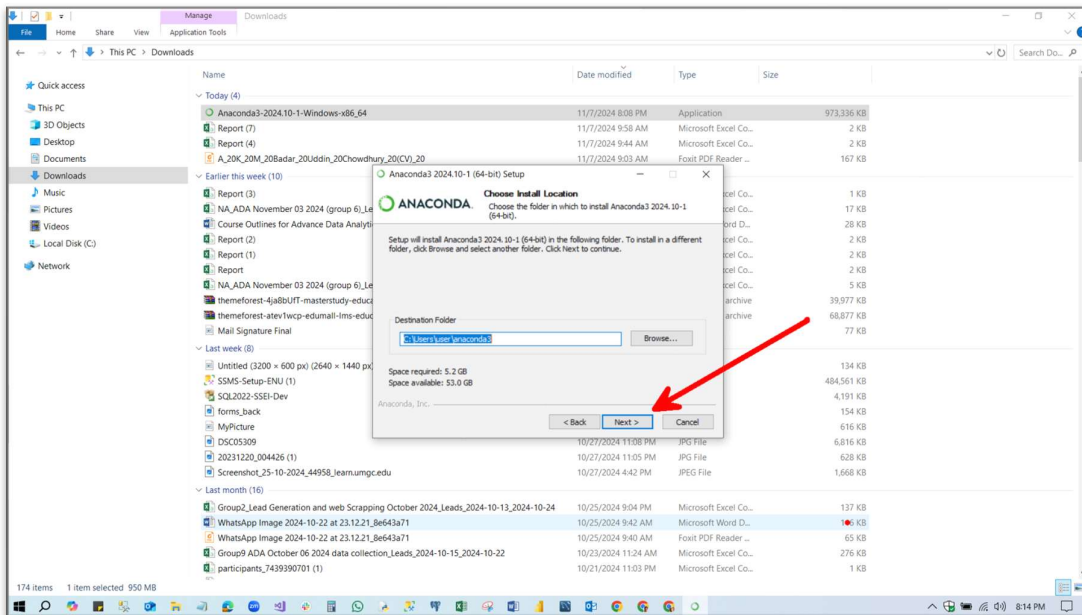 Manage
Downloads
File
Home
Share
View
Application Tools
This PC > Downloads
Search Do...
Name
Date modified
Type
Size
Quick access
This PC
3D Objects
Desktop
Documents
Downloads
Music
Pictures
Videos
Local Disk (C:)
Network
Today (4)
Anaconda3-2024.10-1-Windows-x86_64 11/7/2024 8:08 PM Application 973,336 KB
Report (7) 11/7/2024 9:58 AM Microsoft Excel Co... 2 KB
Report (4) 11/7/2024 9:44 AM Microsoft Excel Co... 2 KB
A_20K_20M_20Badar_20Uddin_20Chowdhury_20(CV)_20 11/7/2024 9:03 AM Foxit PDF Reader ... 167 KB
Earlier this week (10)
Report (3) 1 KB
NA_ADA November 03 2024 (group 6)_Le 17 KB
Course Outlines for Advance Data Analyti 28 KB
Report (2) 2 KB
Report (1) 2 KB
Report 2 KB
NA_ADA November 03 2024 (group 6)_Le 5 KB
themeforest-4ja8bUfT-masterstudy-educa archive 39,977 KB
themeforest-atev1wcp-edumall-lms-educ archive 68,877 KB
Mail Signature Final 77 KB
Last week (8)
Untitled (3200 × 600 px) (2640 × 1440 px) 134 KB
SSMS-Setup-ENU (1) 484,561 KB
SQL2022-SSEI-Dev 4,191 KB
forms_back 154 KB
MyPicture 616 KB
DSC05309 10/27/2024 11:08 PM JPG File 6,816 KB
20231220_004426 (1) 10/27/2024 11:05 PM JPG File 628 KB
Screenshot_25-10-2024_44958_learn.umgc.edu 10/27/2024 4:42 PM JPEG File 1,668 KB
Last month (16)
Group2_Lead Generation and web Scrapping October 2024_Leads_2024-10-13_2024-10-24 10/25/2024 9:04 PM Microsoft Excel Co... 137 KB
WhatsApp Image 2024-10-22 at 23.12.21_8e643a71 10/25/2024 9:42 AM Microsoft Word D... KB
WhatsApp Image 2024-10-22 at 23.12.21_8e643a71 10/25/2024 9:40 AM Foxit PDF Reader ... 65 KB
Group9 ADA October 06 2024 data collection_Leads_2024-10-15_2024-10-22 10/23/2024 11:24 AM Microsoft Excel Co... 276 KB
participants_7439390701 (1) 10/21/2024 11:03 PM Microsoft Excel Co... 1 KB
Anaconda3 2024.10-1 (64-bit) Setup
ANACONDA.
Choose Install Location
Choose the folder in which to install Anaconda3 2024.10-1
(64-bit).
Setup will install Anaconda3 2024.10-1 (64-bit) in the following folder. To install in a different
folder, click Browse and select another folder. Click Next to continue.
Destination Folder
C:\Users\user\anaconda3
Browse...
Space required: 5.2 GB
Space available: 53.0 GB
Anaconda, Inc.
< Back
Next >
Cancel
174 items 1 item selected 950 MB
8:14 PM